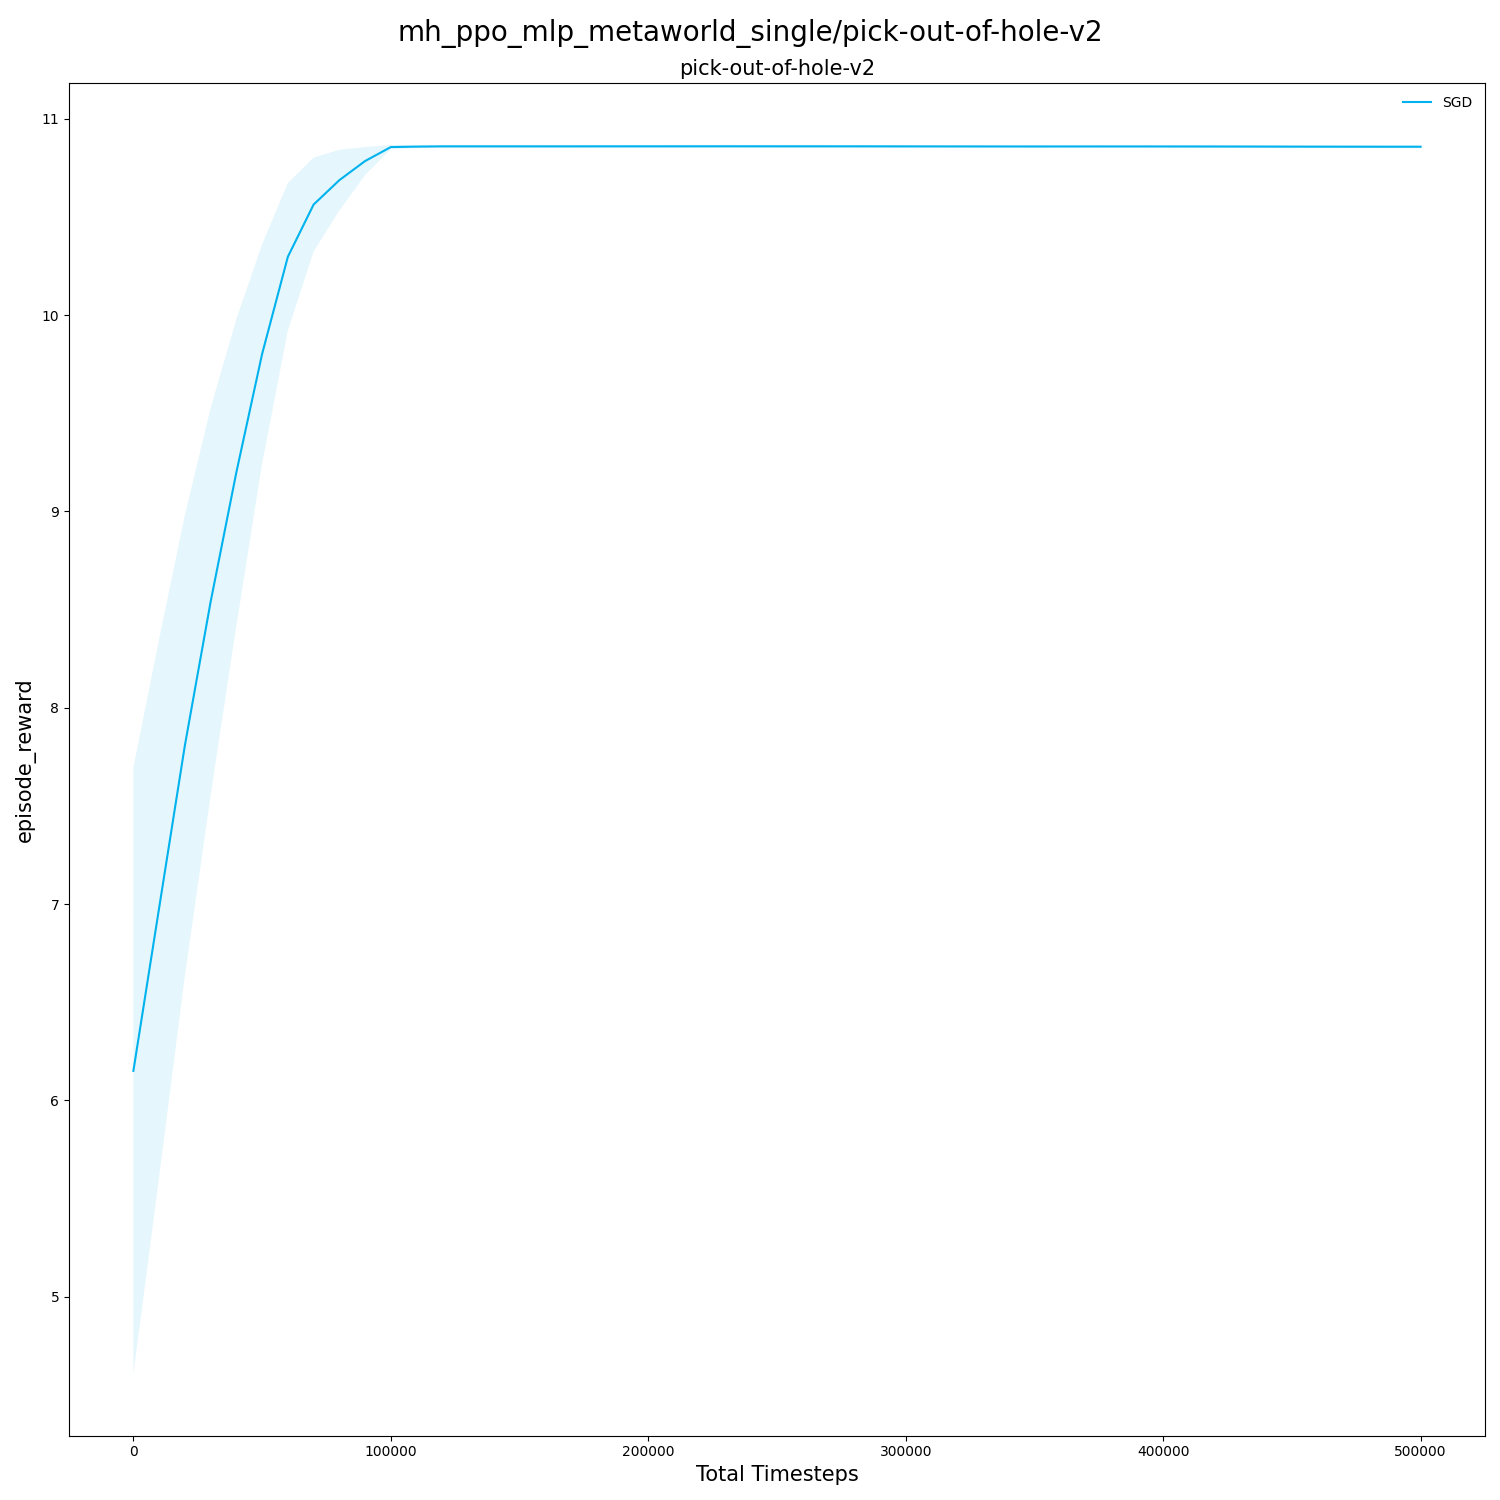 mh_ppo_mlp_metaworld_single/pick-out-of-hole-v2
pick-out-of-hole-v2
SGD
episode_reward
11
10
9
8
7
6
5
0 100000 200000 300000 400000 500000
Total Timesteps